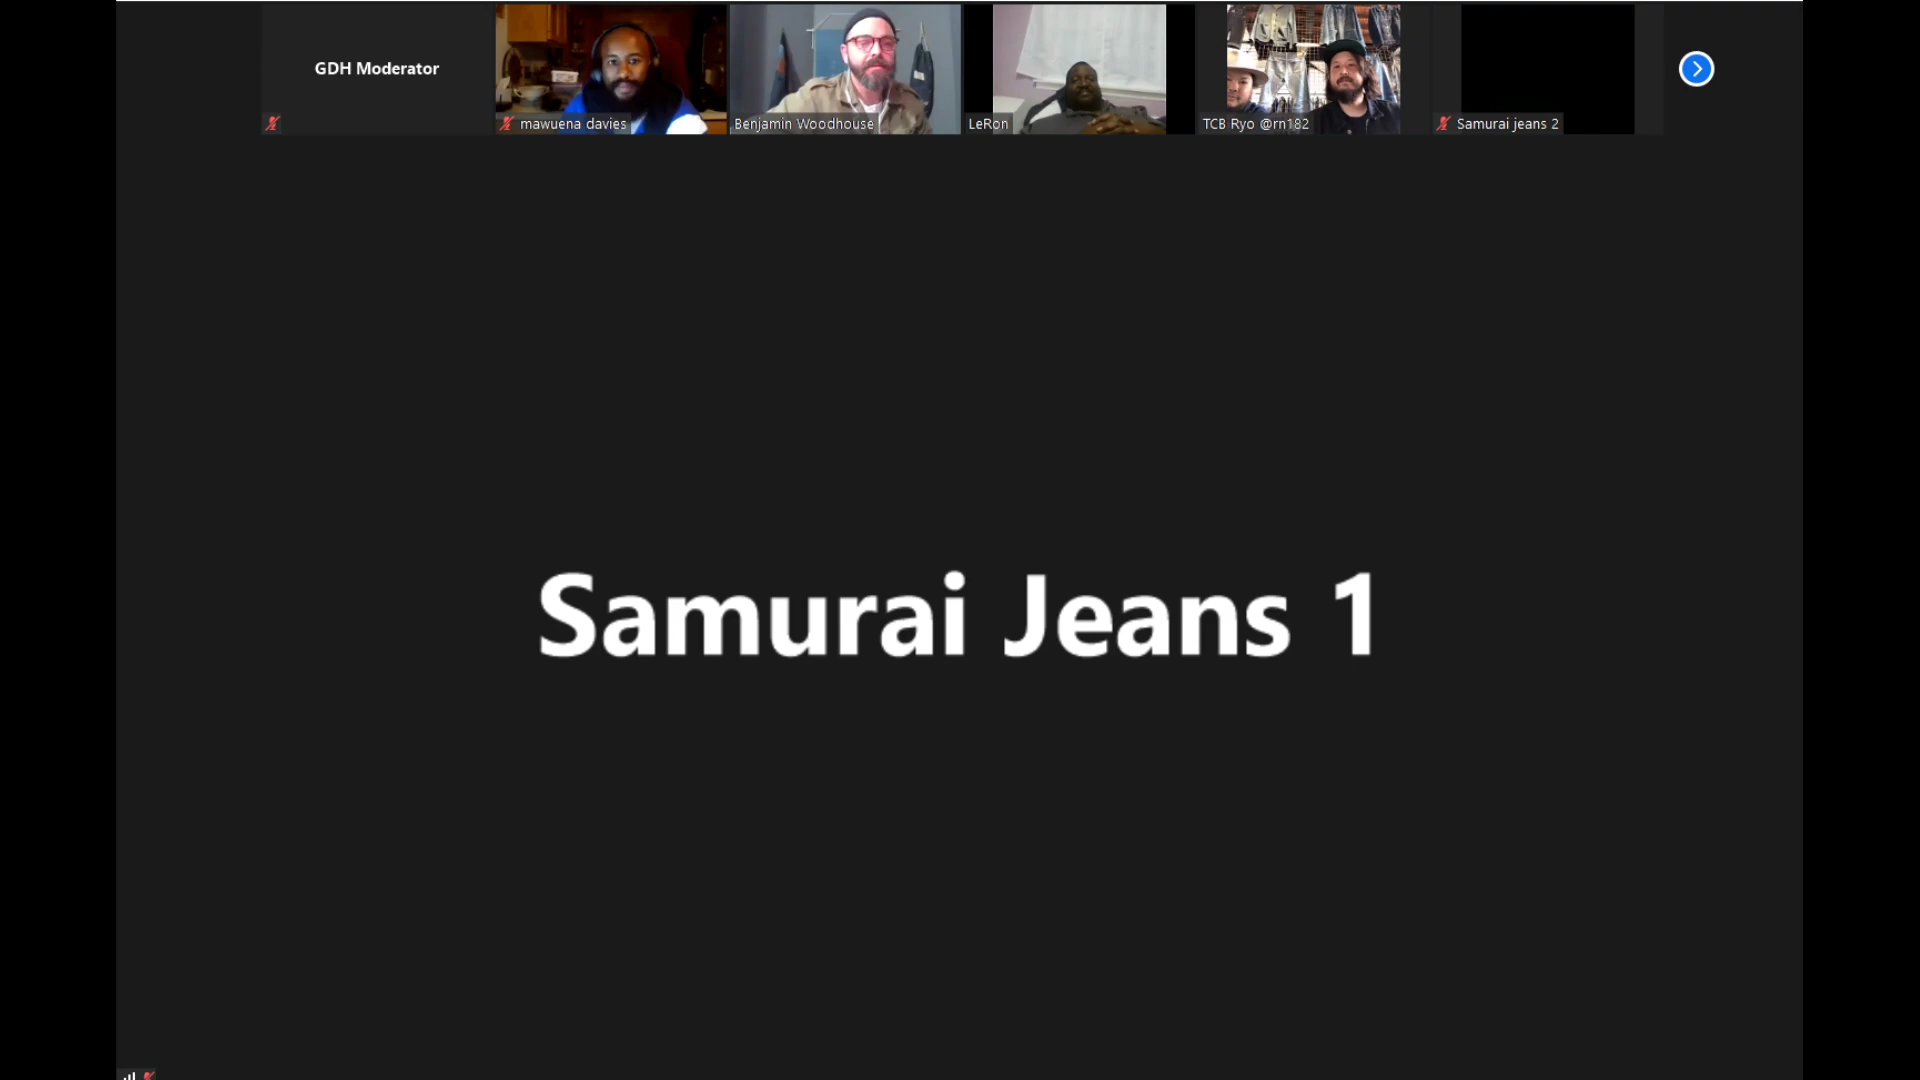 GDH Moderator
mawuena davies
Benjamin Woodhouse
LeRon
TCB Ryo @rn182
Samurai jeans 2
Samurai Jeans 1